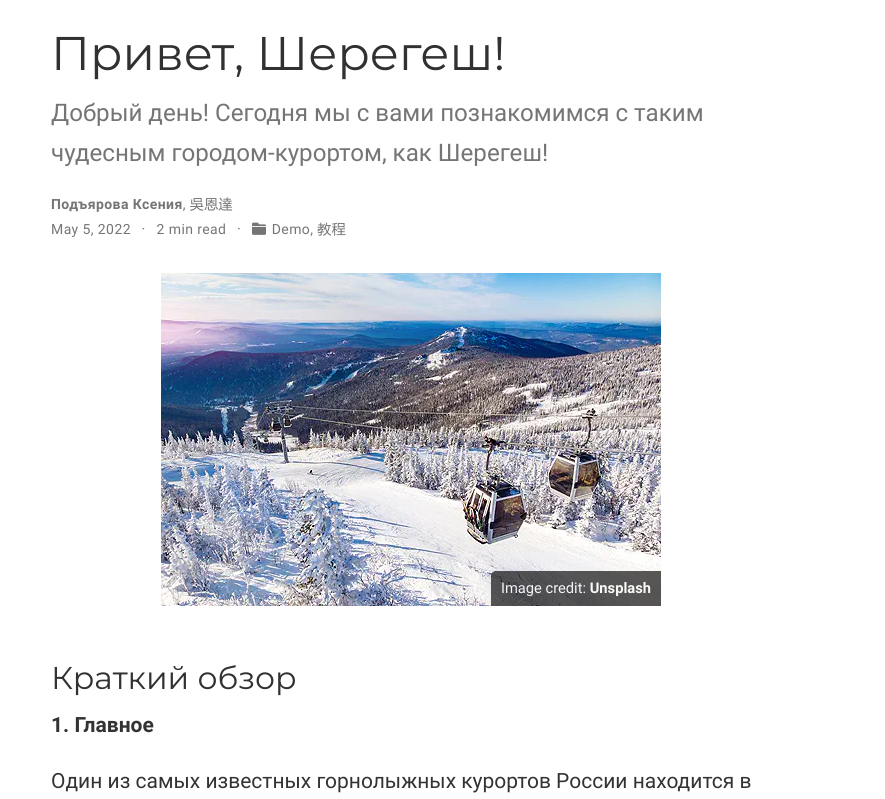 Привет, Шерегеш!
Добрый день! Сегодня мы с вами познакомимся с таким
чудесным городом-курортом, как Шерегеш!
Подъярова Ксения, 吳恩達
May 5, 2022 · 2 min read · Demo, 教程
Image credit: Unsplash
Краткий обзор
1. Главное
Один из самых известных горнолыжных курортов России находится в